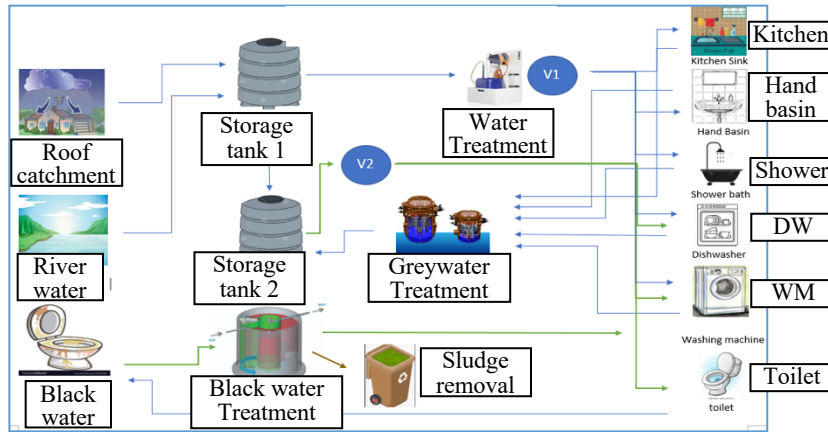 Kitchen
Kitchen Sink
V1
Hand
basin
Water
Treatment
Storage
tank 1
Hand Basin
Roof
catchment
V2
Shower
Shower bath
DW
Dishwasher
River
water
Storage
tank 2
Greywater
Treatment
WM
Washing machine
Sludge
removal
Black
water
Black water
Treatment
Toilet
toilet